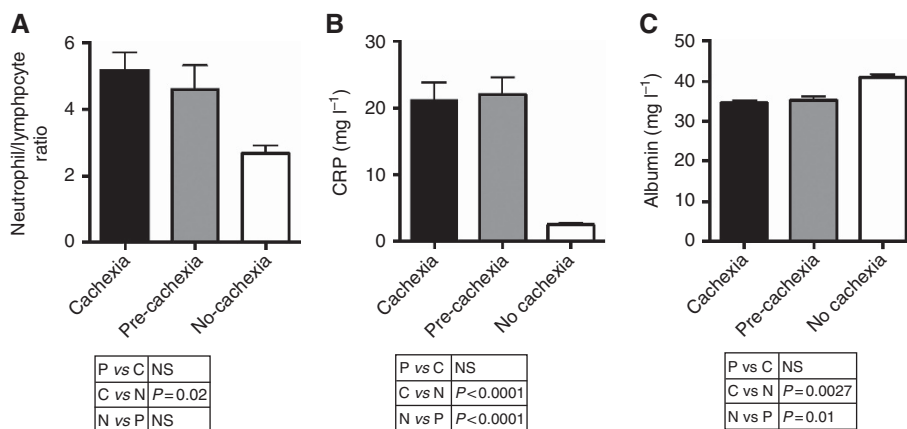 A
Neutrophil/lymphpcyte
ratio
6
4
2
0
Cachexia
Pre-cachexia
No-cachexia
P vs C NS
C vs N P=0.02
N vs P NS
B
CRP (mg l⁻¹)
30
20
10
0
Cachexia
Pre-cachexia
No cachexia
P vs C NS
C vs N P<0.0001
N vs P P<0.0001
C
Albumin (mg l⁻¹)
50
40
30
20
10
0
Cachexia
Pre-cachexia
No cachexia
P vs C NS
C vs N P=0.0027
N vs P P=0.01